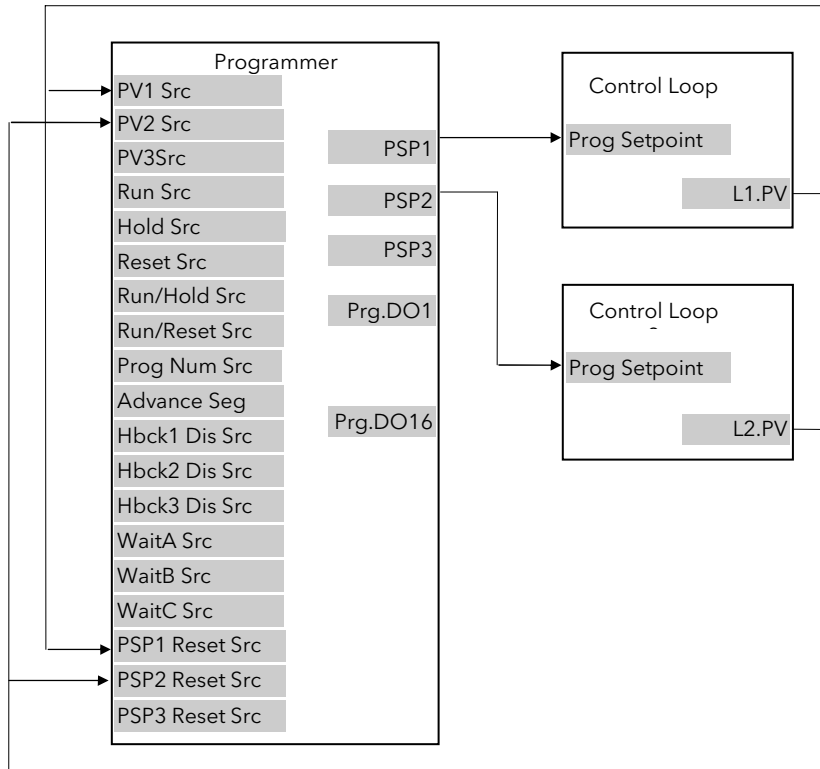 Programmer
PV1 Src
PV2 Src
PV3Src
Run Src
Hold Src
Reset Src
Run/Hold Src
Run/Reset Src
Prog Num Src
Advance Seg
Hbck1 Dis Src
Hbck2 Dis Src
Hbck3 Dis Src
WaitA Src
WaitB Src
WaitC Src
PSP1 Reset Src
PSP2 Reset Src
PSP3 Reset Src
PSP1
PSP2
PSP3
Prg.DO1
Prg.DO16
Control Loop
Prog Setpoint
L1.PV
Control Loop
Prog Setpoint
L2.PV